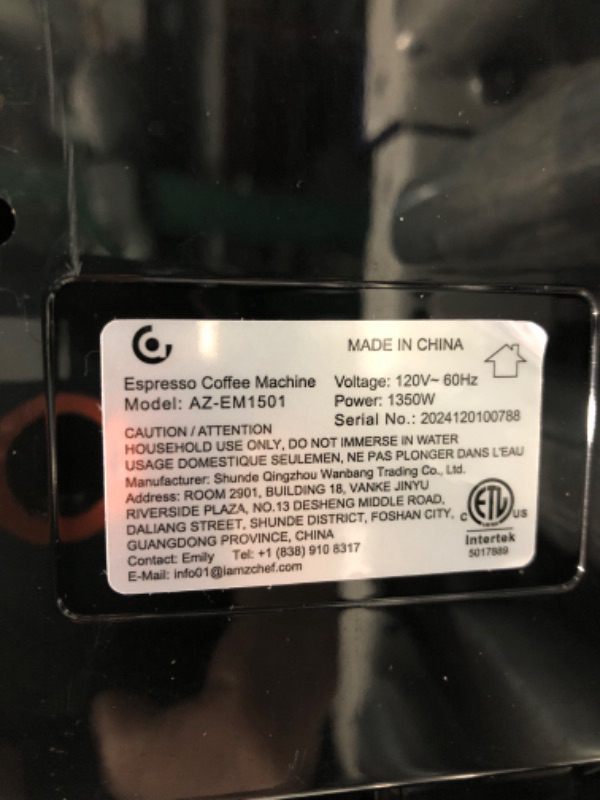 MADE IN CHINA
Espresso Coffee Machine
Model: AZ-EM1501
Voltage: 120V~ 60Hz
Power: 1350W
Serial No.: 2024120100788
CAUTION / ATTENTION
HOUSEHOLD USE ONLY, DO NOT IMMERSE IN WATER
USAGE DOMESTIQUE SEULEMEN, NE PAS PLONGER DANS L'EAU
Manufacturer: Shunde Qingzhou Wanbang Trading Co., Ltd.
Address: ROOM 2901, BUILDING 18, VANKE JINYU
RIVERSIDE PLAZA, NO.13 DESHENG MIDDLE ROAD,
DALIANG STREET, SHUNDE DISTRICT, FOSHAN CITY,
GUANGDONG PROVINCE, CHINA
Contact: Emily Tel: +1 (838) 910 8317
E-Mail: info01@iamzchef.com
C ETL US
Intertek
5017889